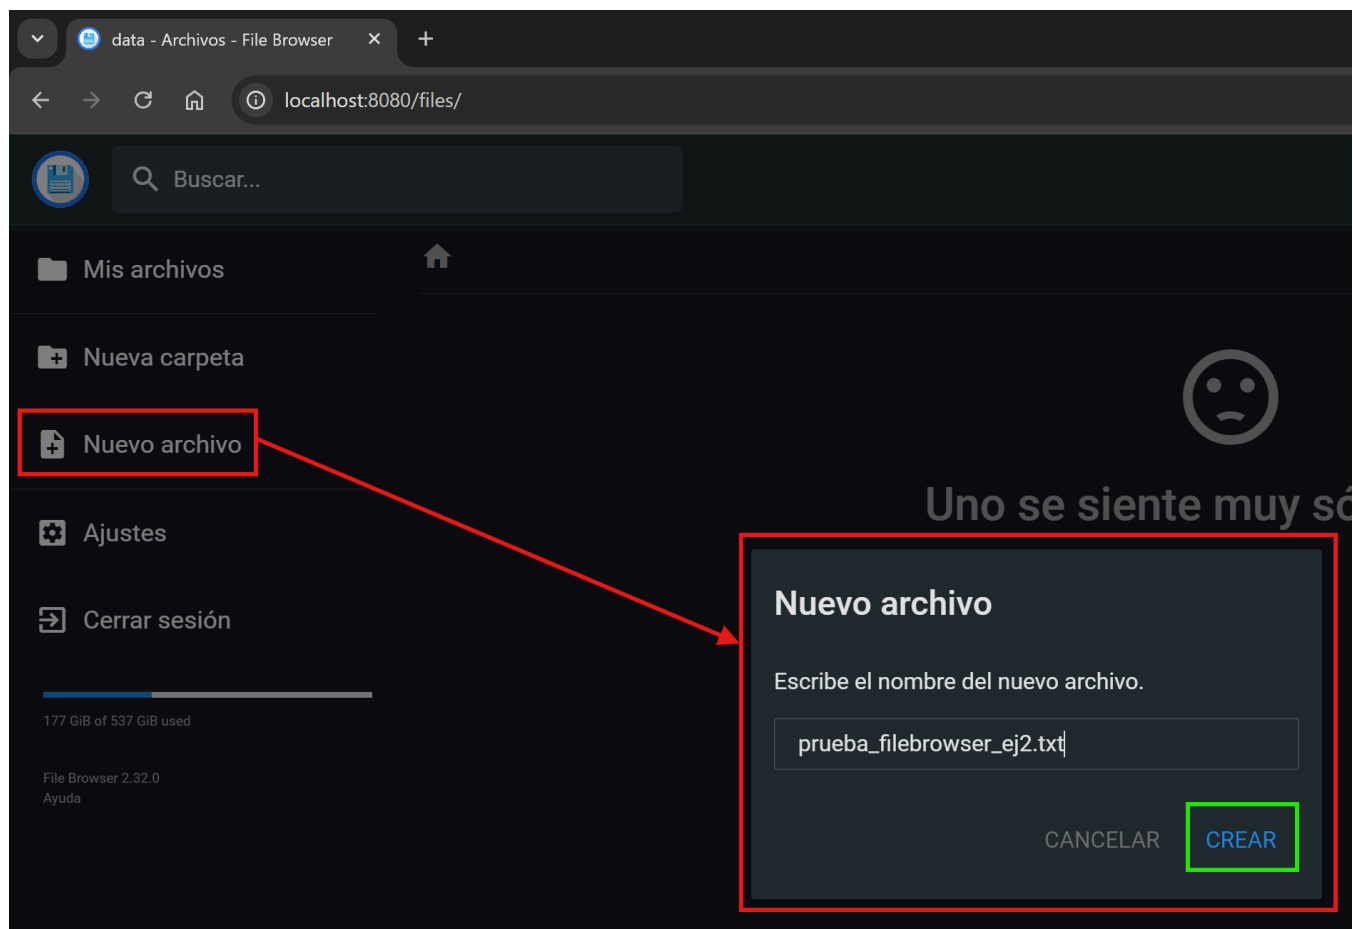 data - Archivos - File Browser
localhost:8080/files/
Buscar...
Mis archivos
Nueva carpeta
Nuevo archivo
Ajustes
Cerrar sesión
177 GiB of 537 GiB used
File Browser 2.32.0
Ayuda
Uno se siente muy só
Nuevo archivo
Escribe el nombre del nuevo archivo.
prueba_filebrowser_ej2.txt
CANCELAR CREAR